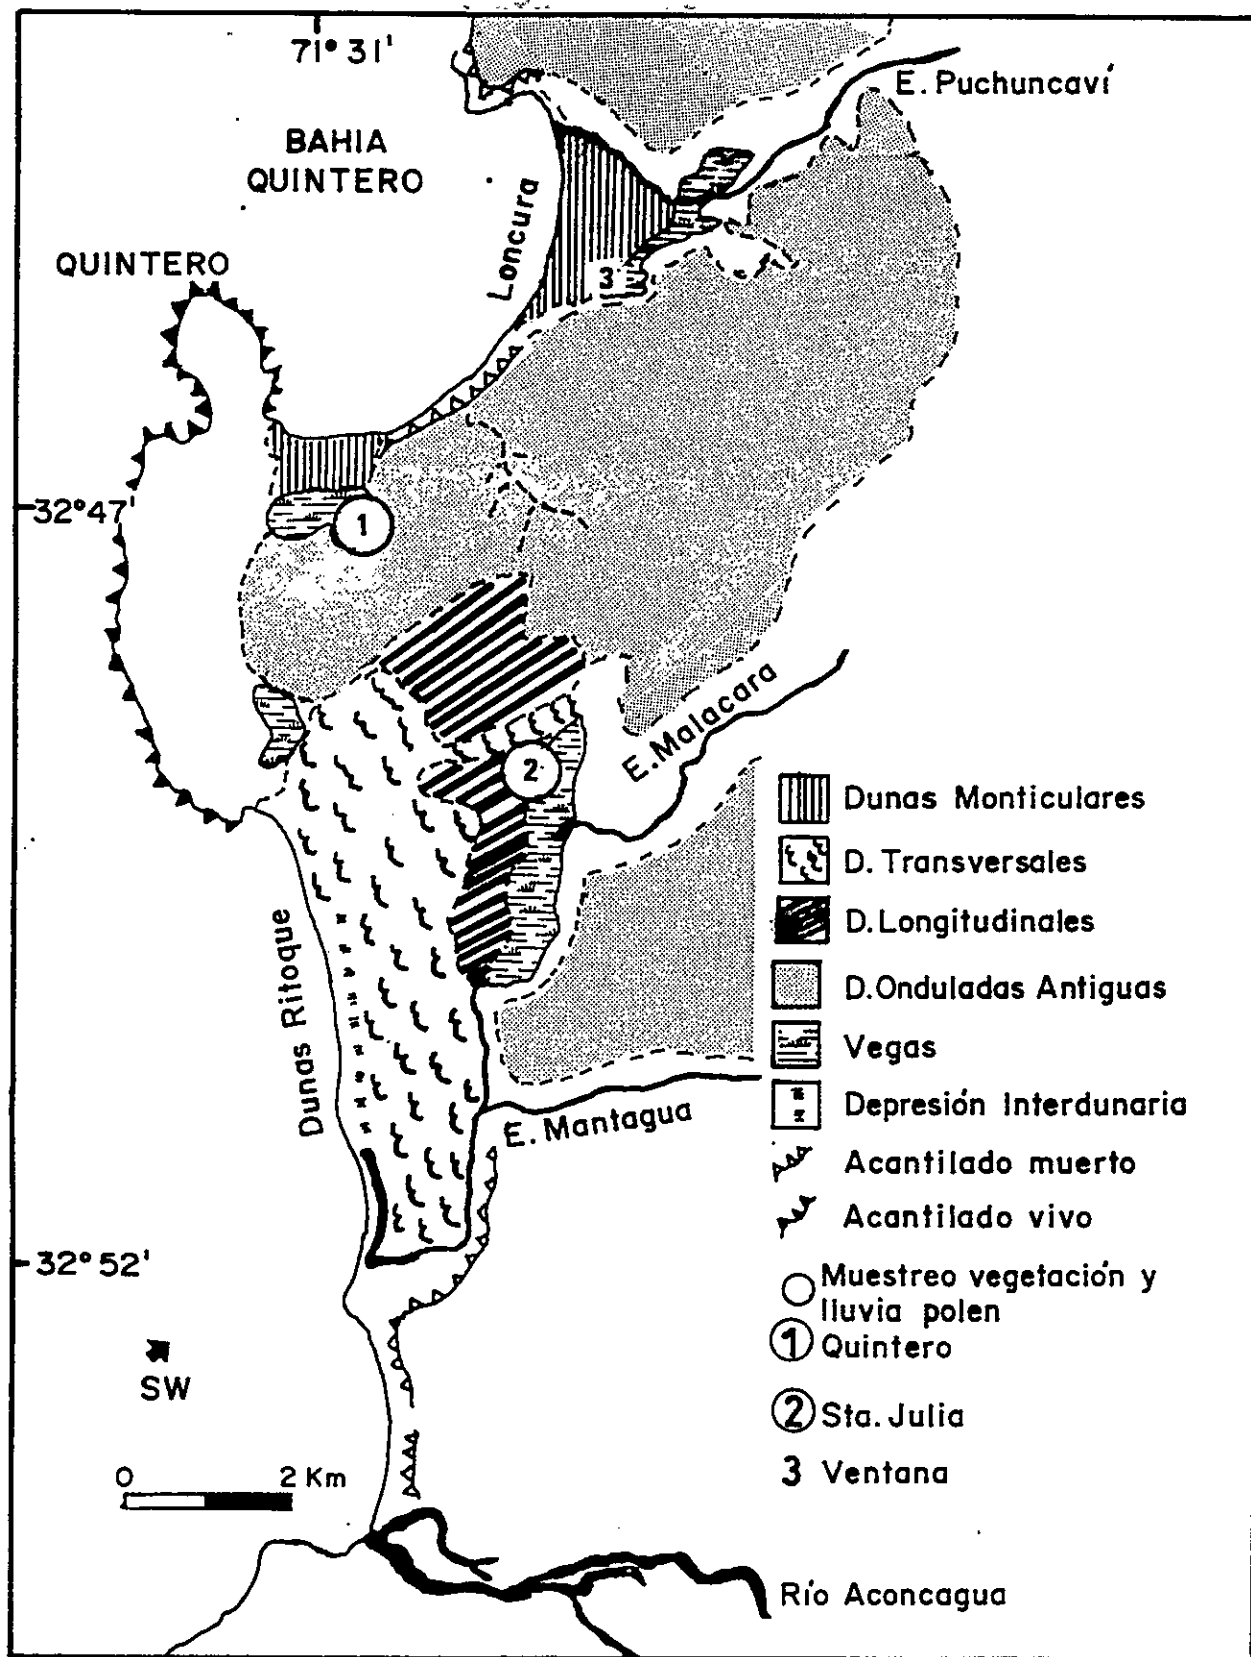 71° 31'
E. Puchuncaví
BAHIA
QUINTERO
Loncura
QUINTERO
3
32° 47'
1
E. Malacara
2
Dunas Monticulares
D. Transversales
D. Longitudinales
D. Onduladas Antiguas
Vegas
Dunas Ritoque
Depresión Interdunaria
E. Mantagua
Acantilado muerto
Acantilado vivo
32° 52'
Muestreo vegetación y
lluvia polen
1 Quintero
SW
2 Sta. Julia
3 Ventana
0 2 Km
Río Aconcagua